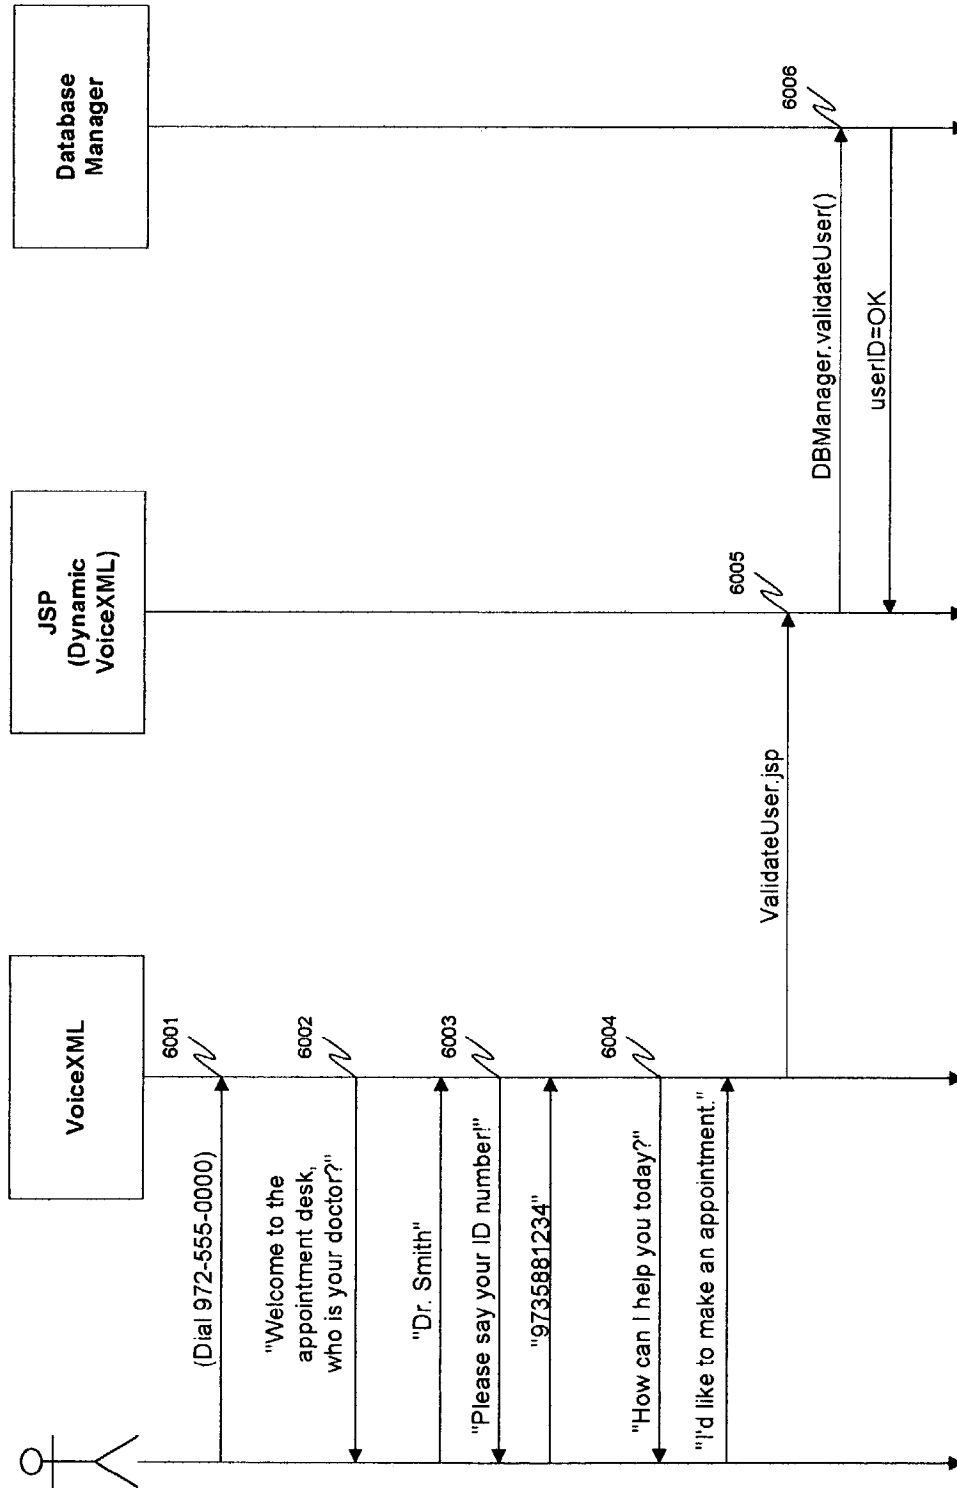 VoiceXML
JSP
(Dynamic
VoiceXML)
Database
Manager
(Dial 972-555-0000)
6001
"Welcome to the
appointment desk,
who is your doctor?"
6002
"Dr. Smith"
"Please say your ID number!"
6003
"9735881234"
"How can I help you today?"
6004
"I'd like to make an appointment."
ValidateUser.jsp
6005
DBManager.validateUser()
6006
userID=OK